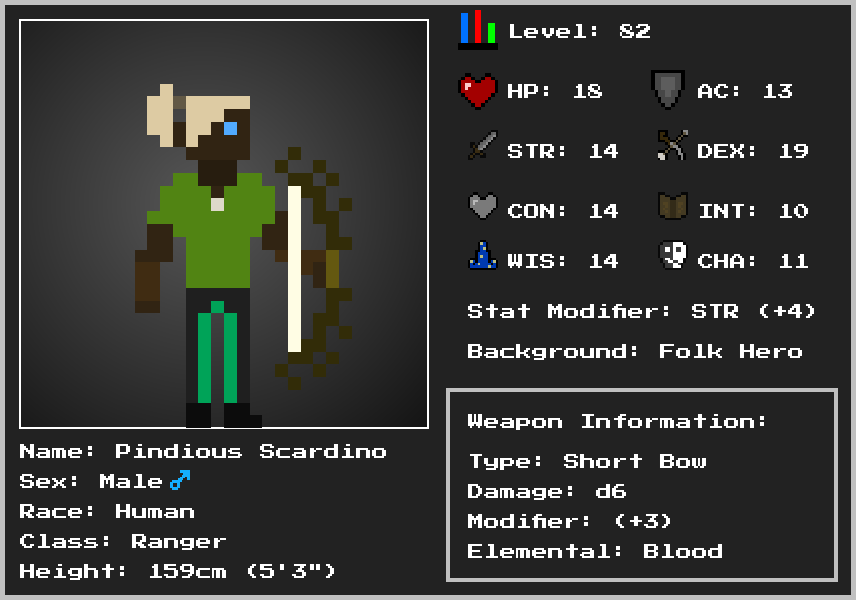 Level: 82
HP: 18 AC: 13
STR: 14 DEX: 19
CON: 14 INT: 10
WIS: 14 CHA: 11
Stat Modifier: STR (+4)
Background: Folk Hero
Weapon Information:
Type: Short Bow
Damage: d6
Modifier: (+3)
Elemental: Blood
Name: Pindious Scardino
Sex: Male ♂
Race: Human
Class: Ranger
Height: 159cm (5'3")